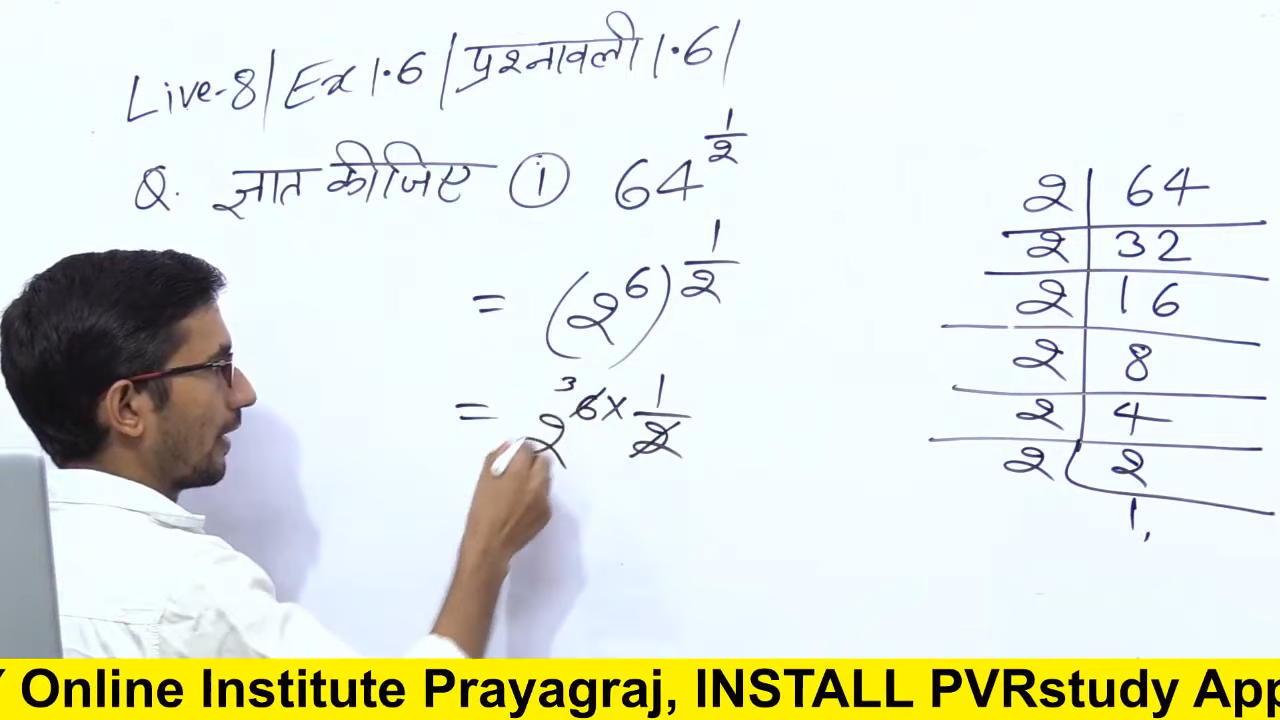 Live-8| Ex 1.6 | प्रश्नावली 1.6|
Q. ज्ञात कीजिए (i) 64^(1/2)
= (2^6)^(1/2)
= 2^(6 × 1/2)
3
2 | 64
2 | 32
2 | 16
2 | 8
2 | 4
2 | 2
1,
Online Institute Prayagraj, INSTALL PVRstudy App